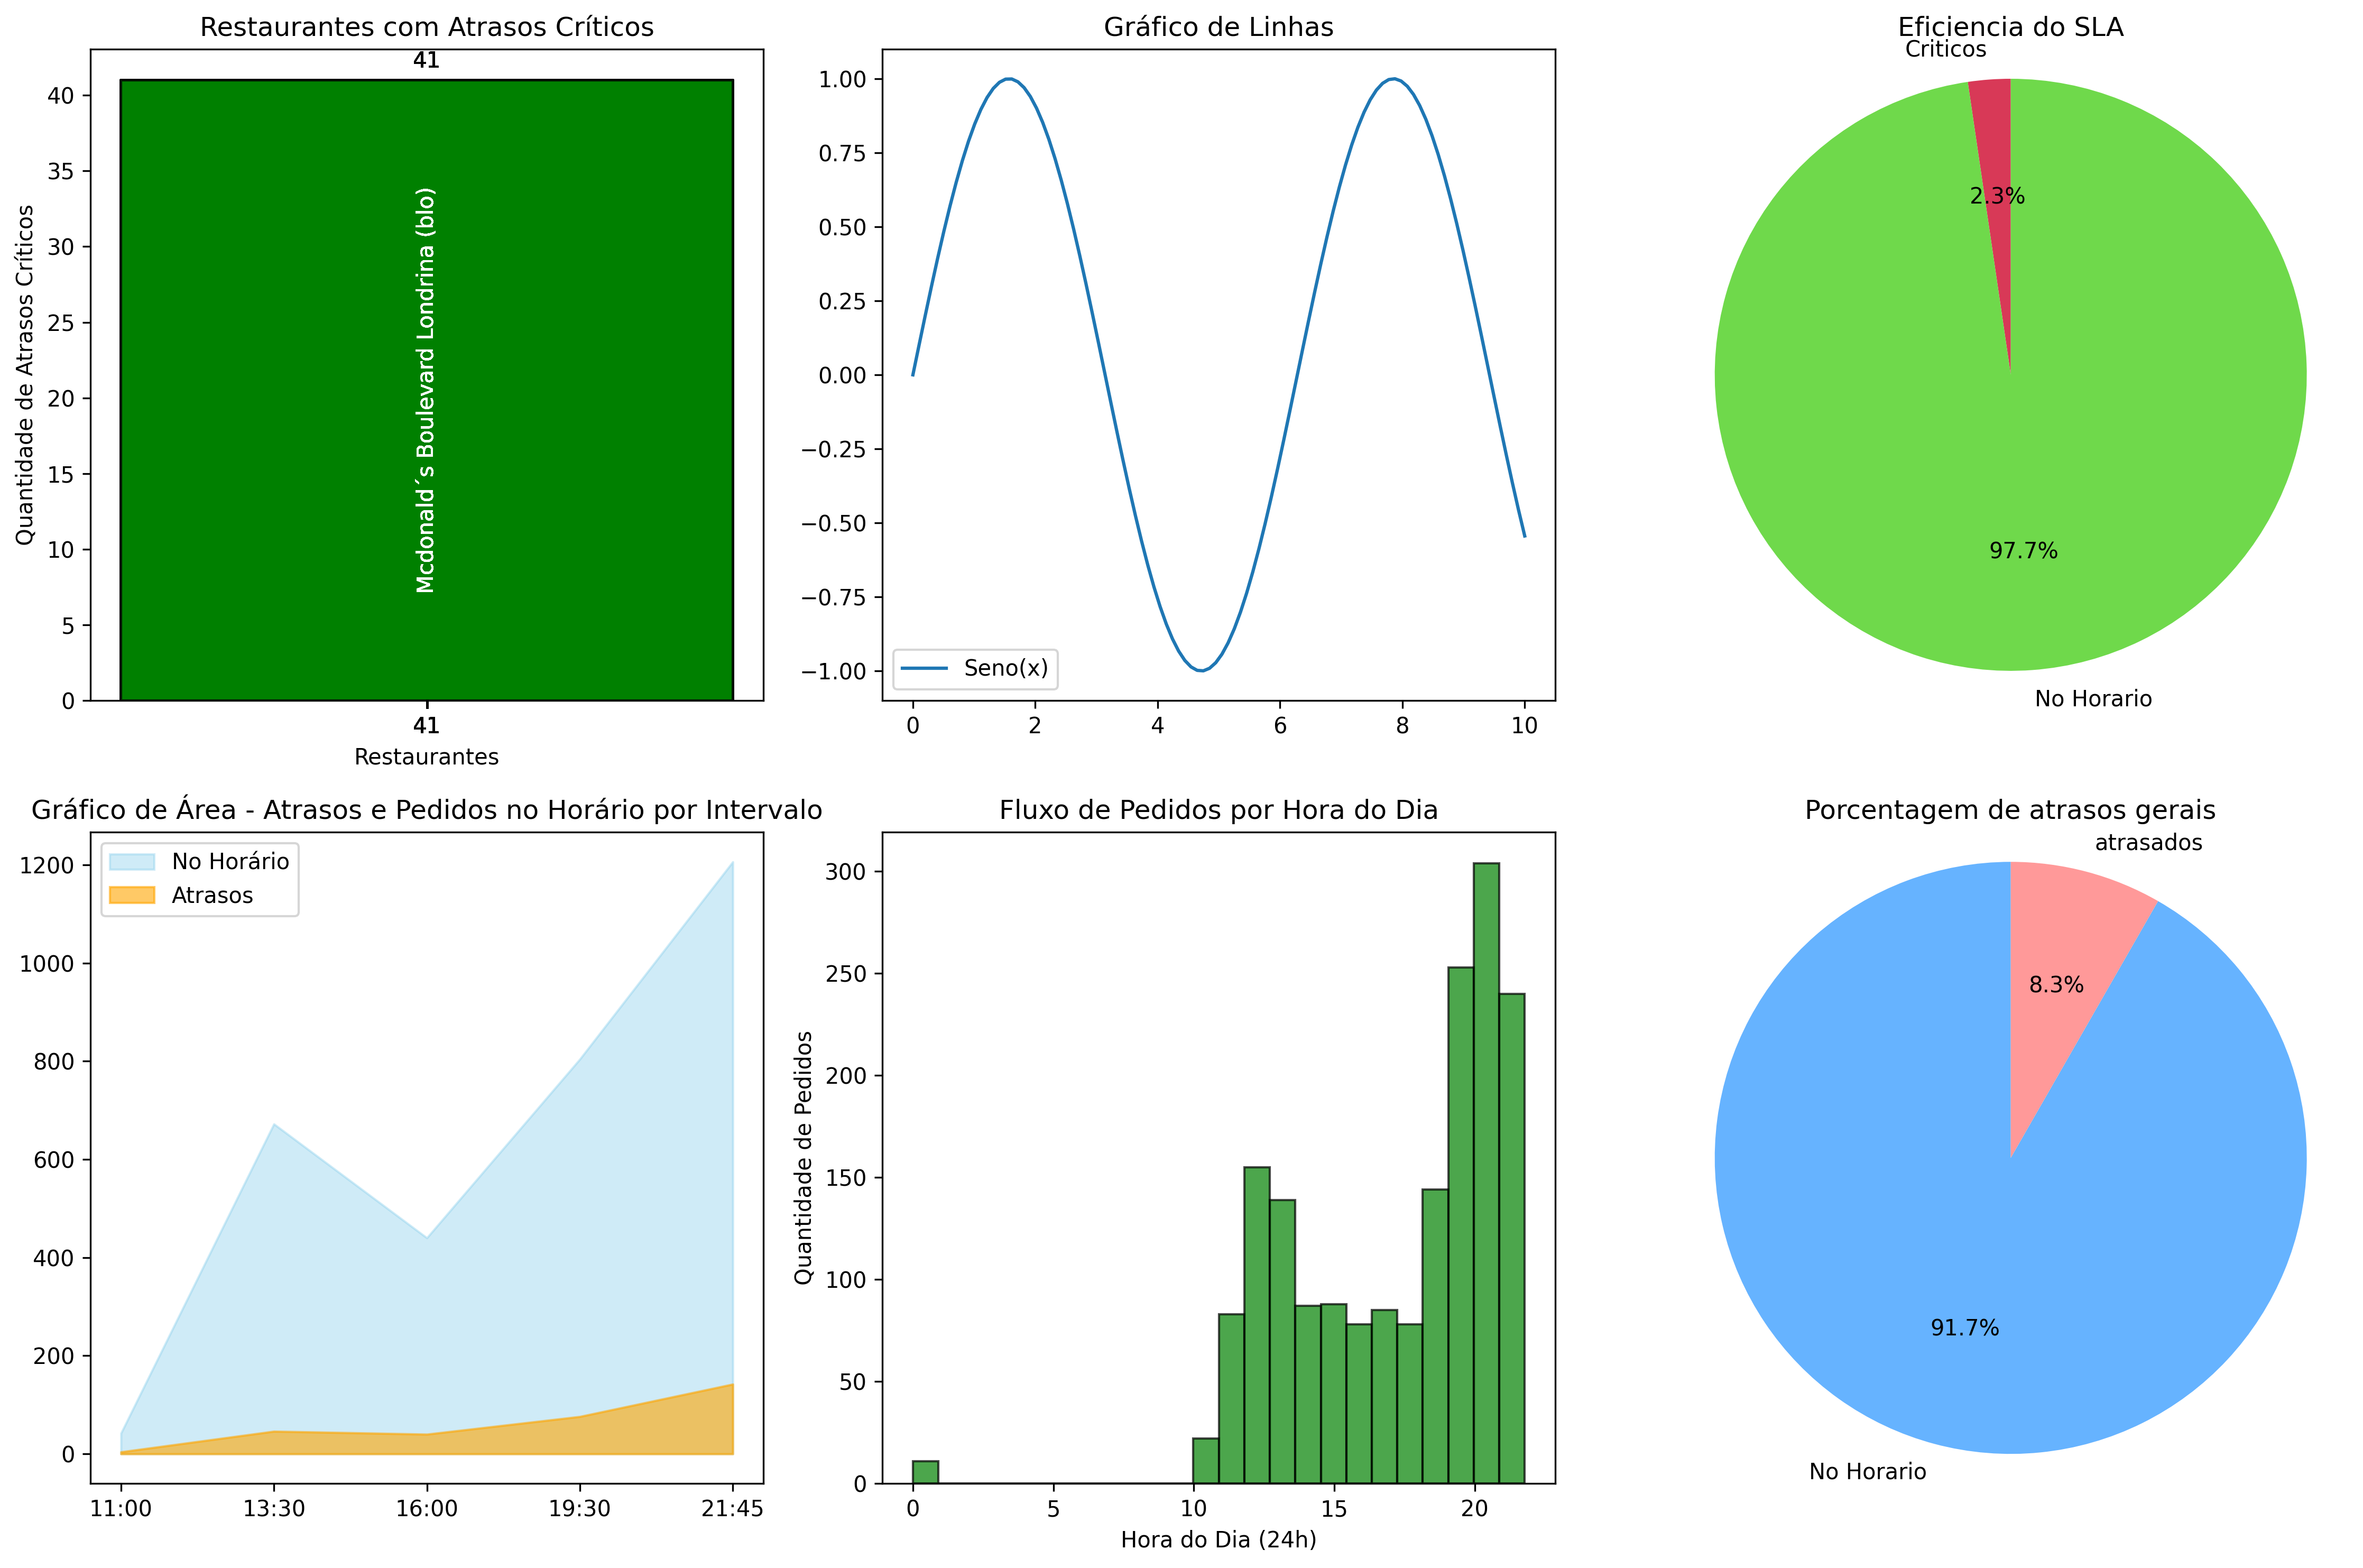 Restaurantes com Atrasos Críticos
41
40
35
30
25
20
15
10
5
0
Quantidade de Atrasos Críticos
Mcdonald´s Boulevard Londrina (blo)
41
Restaurantes
Gráfico de Linhas
1.00
0.75
0.50
0.25
0.00
−0.25
−0.50
−0.75
−1.00
Seno(x)
0 2 4 6 8 10
Eficiencia do SLA
Criticos
2.3%
97.7%
No Horario
Gráfico de Área - Atrasos e Pedidos no Horário por Intervalo
No Horário
Atrasos
1200
1000
800
600
400
200
0
11:00 13:30 16:00 19:30 21:45
Fluxo de Pedidos por Hora do Dia
300
250
200
150
100
50
0
Quantidade de Pedidos
0 5 10 15 20
Hora do Dia (24h)
Porcentagem de atrasos gerais
atrasados
8.3%
91.7%
No Horario